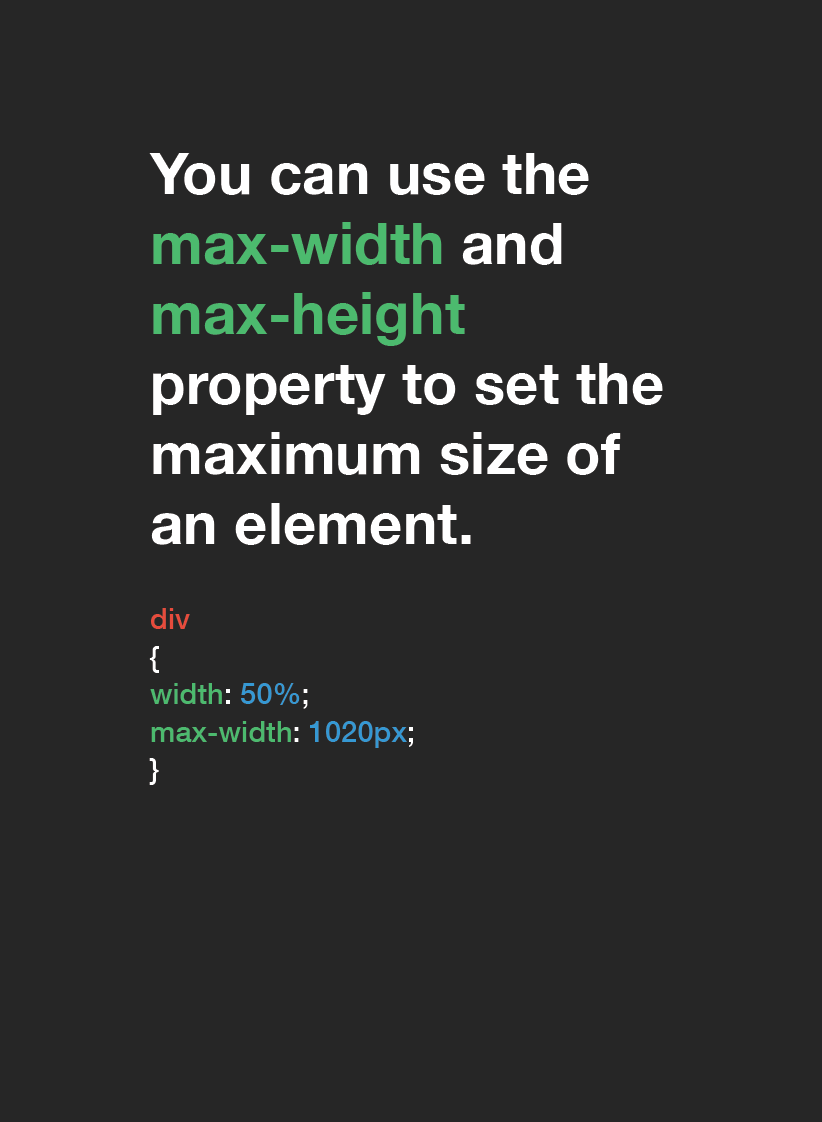 You can use the
max-width and
max-height
property to set the
maximum size of
an element.
div
{
width: 50%;
max-width: 1020px;
}